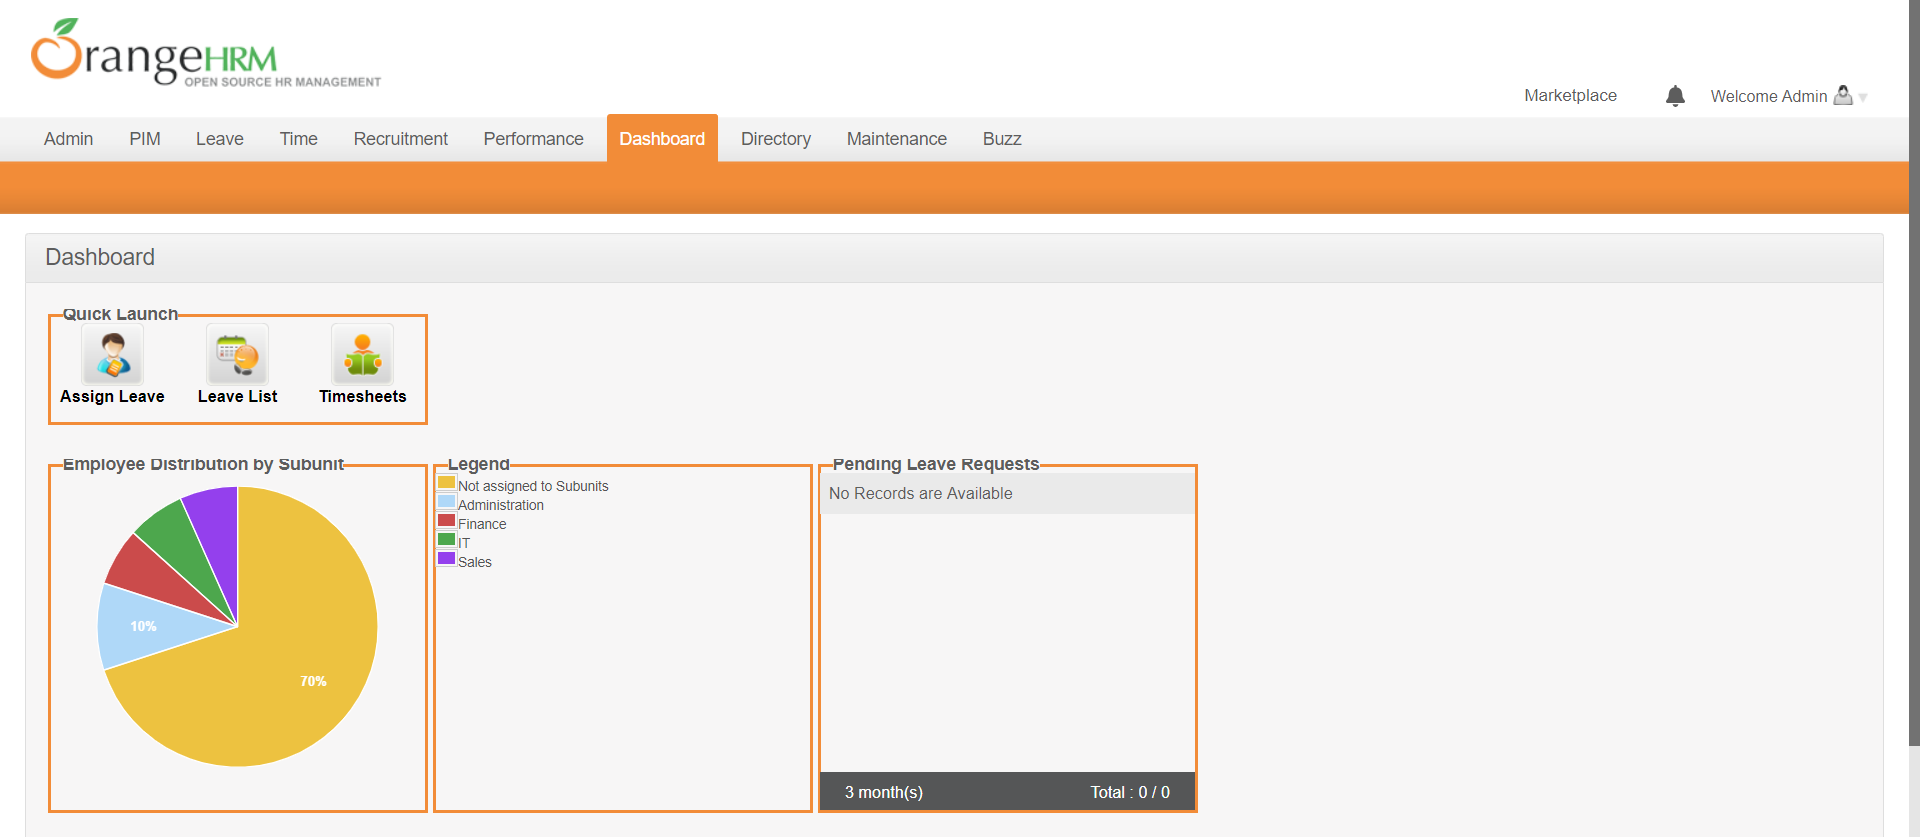 OrangeHRM
OPEN SOURCE HR MANAGEMENT
Marketplace
Welcome Admin
Admin PIM Leave Time Recruitment Performance Dashboard Directory Maintenance Buzz
Dashboard
Quick Launch
Assign Leave Leave List Timesheets
Employee Distribution by Subunit
10%
70%
Legend
Not assigned to Subunits
Administration
Finance
IT
Sales
Pending Leave Requests
No Records are Available
3 month(s) Total : 0 / 0